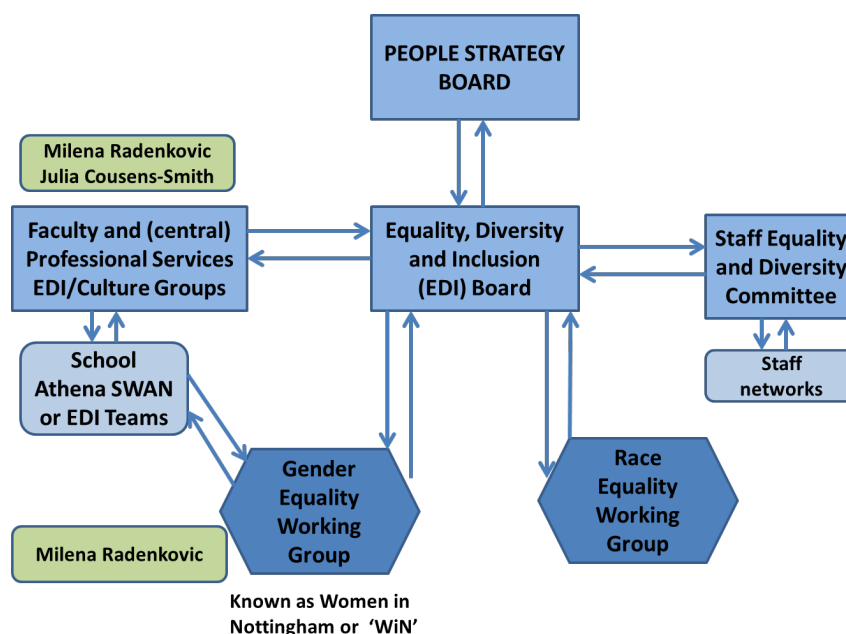 PEOPLE STRATEGY
BOARD
Milena Radenkovic
Julia Cousens-Smith
Faculty and (central)
Professional Services
EDI/Culture Groups
Equality, Diversity
and Inclusion
(EDI) Board
Staff Equality
and Diversity
Committee
School
Athena SWAN
or EDI Teams
Staff
networks
Gender
Equality
Working
Group
Race
Equality
Working
Group
Milena Radenkovic
Known as Women in
Nottingham or  ‘WiN’